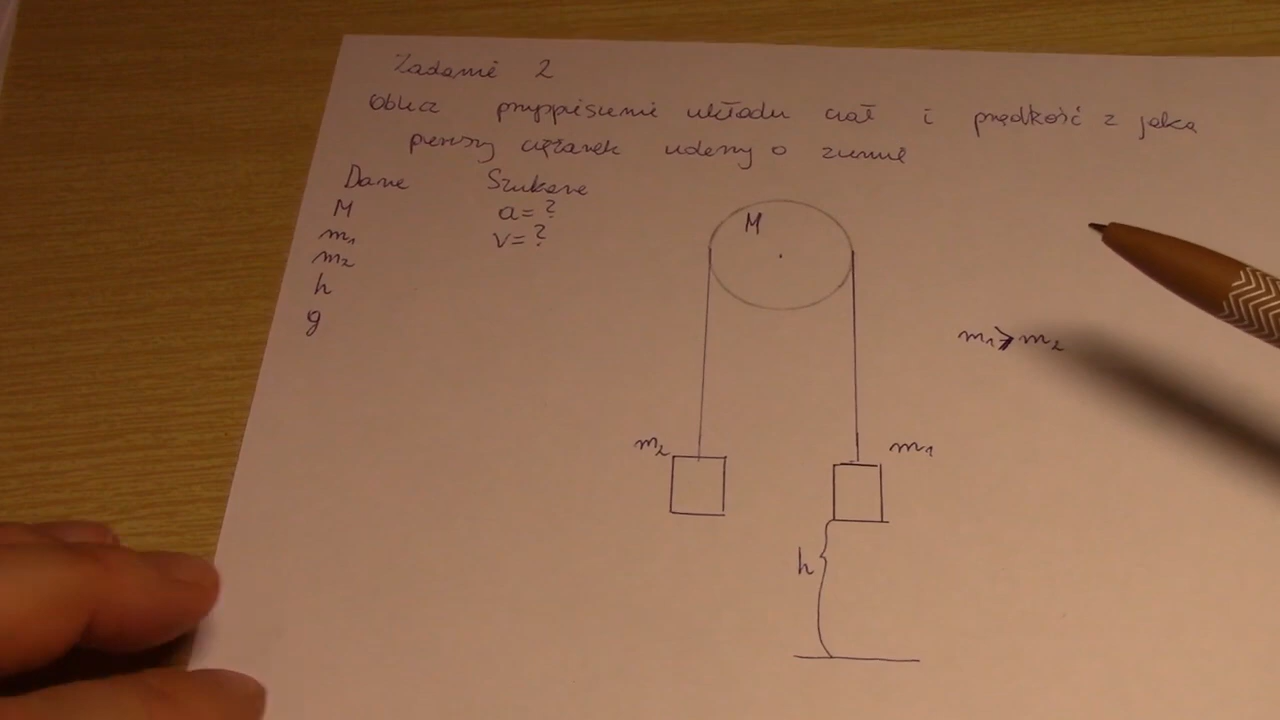 Zadanie 2
Oblicz przyspieszenie układu ciał i prędkość z jaką
pierwszy ciężarek uderzy o ziemię
Dane Szukane
M a=?
m₁ v=?
m₂
h
g
M
m₁>m₂
m₂ m₁
h